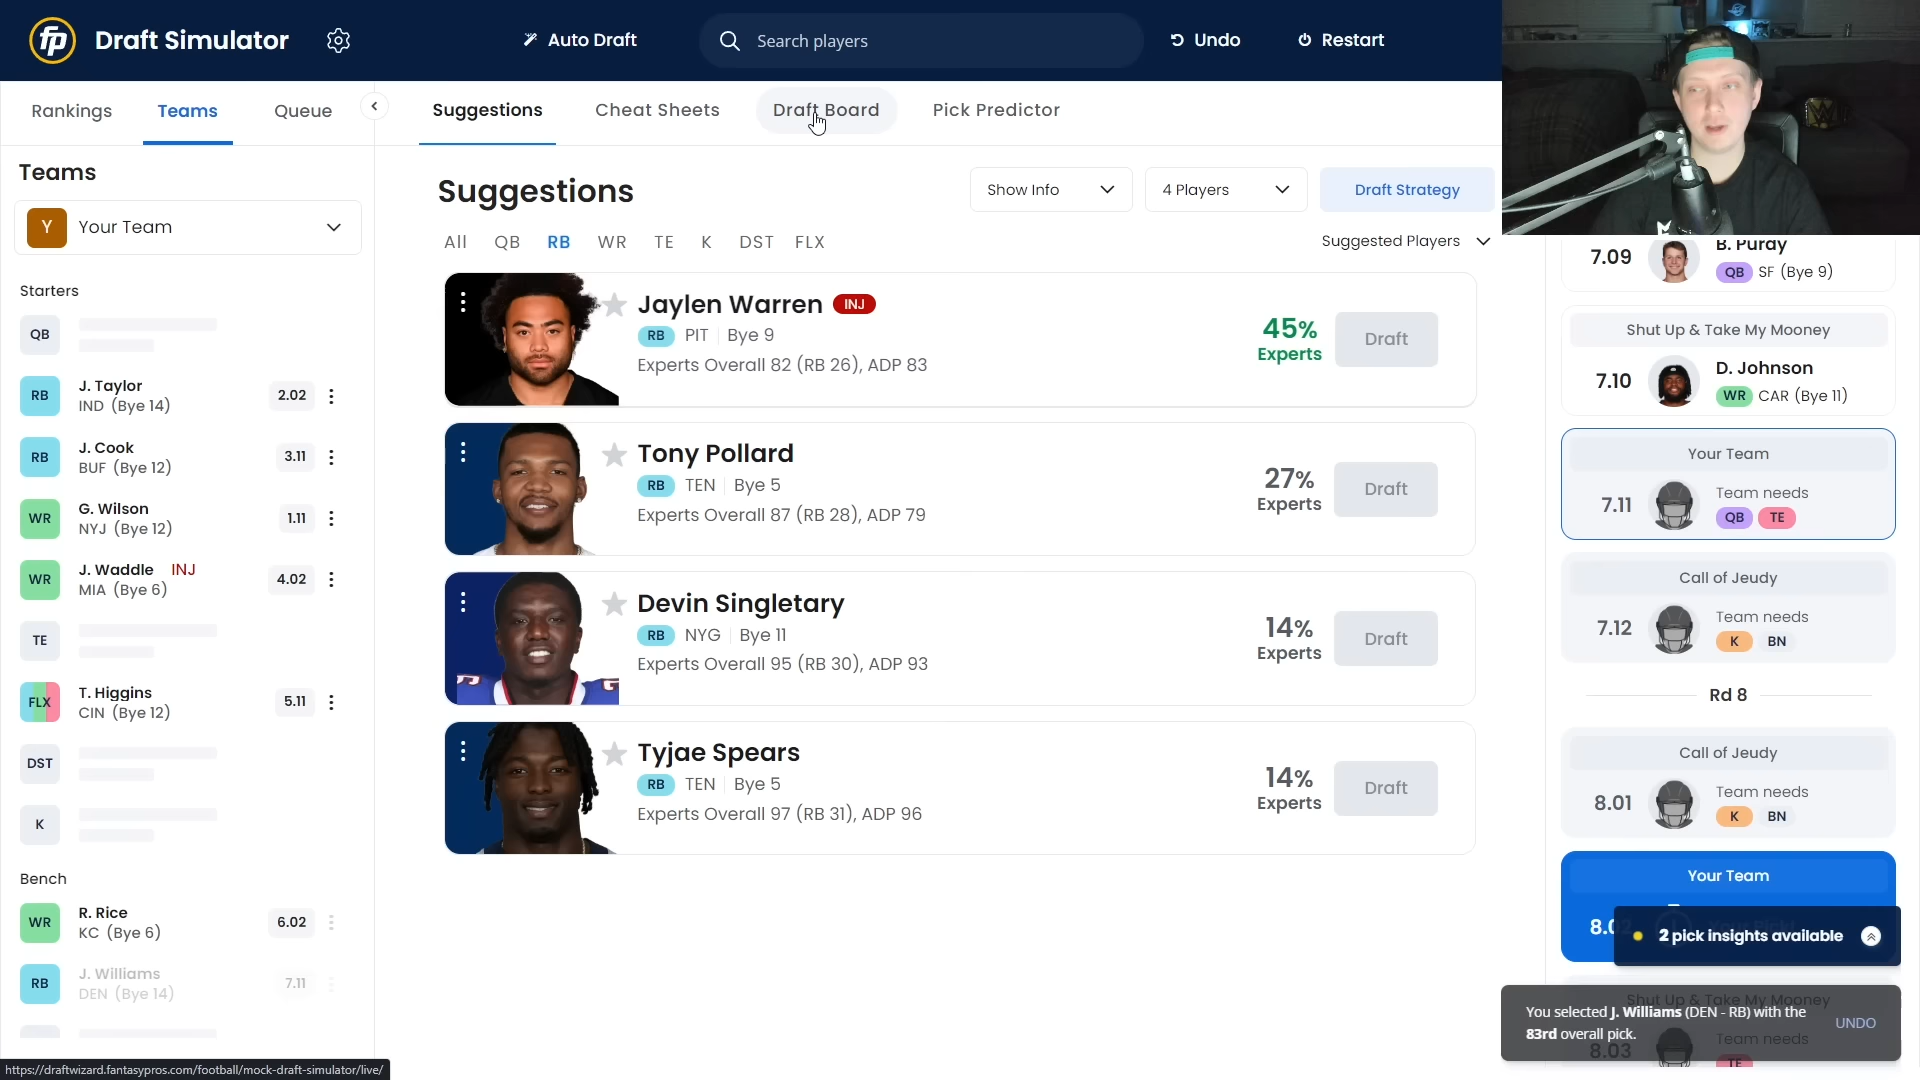 fp
Draft Simulator
Auto Draft
Search players
Undo
Restart
Rankings
Teams
Queue
Suggestions
Cheat Sheets
Draft Board
Pick Predictor
Teams
Y
Your Team
Starters
QB
RB
J. Taylor
IND (Bye 14)
2.02
RB
J. Cook
BUF (Bye 12)
3.11
WR
G. Wilson
NYJ (Bye 12)
1.11
WR
J. Waddle INJ
MIA (Bye 6)
4.02
TE
FLX
T. Higgins
CIN (Bye 12)
5.11
DST
K
Bench
WR
R. Rice
KC (Bye 6)
6.02
RB
J. Williams
DEN (Bye 14)
7.11
Suggestions
Show Info
4 Players
Draft Strategy
All QB RB WR TE K DST FLX
Suggested Players
Jaylen Warren INJ
RB PIT Bye 9
Experts Overall 82 (RB 26), ADP 83
45%
Experts
Draft
Tony Pollard
RB TEN Bye 5
Experts Overall 87 (RB 28), ADP 79
27%
Experts
Draft
Devin Singletary
RB NYG Bye 11
Experts Overall 95 (RB 30), ADP 93
14%
Experts
Draft
Tyjae Spears
RB TEN Bye 5
Experts Overall 97 (RB 31), ADP 96
14%
Experts
Draft
7.09
B. Purdy
QB SF (Bye 9)
Shut Up & Take My Mooney
7.10
D. Johnson
WR CAR (Bye 11)
Your Team
7.11
Team needs
QB TE
Call of Jeudy
7.12
Team needs
K BN
Rd 8
Call of Jeudy
8.01
Team needs
K BN
Your Team
2 pick insights available
Shut Up & Take My Mooney
You selected J. Williams (DEN - RB) with the
83rd overall pick.
UNDO
8.03
Team needs
TE
https://draftwizard.fantasypros.com/football/mock-draft-simulator/live/